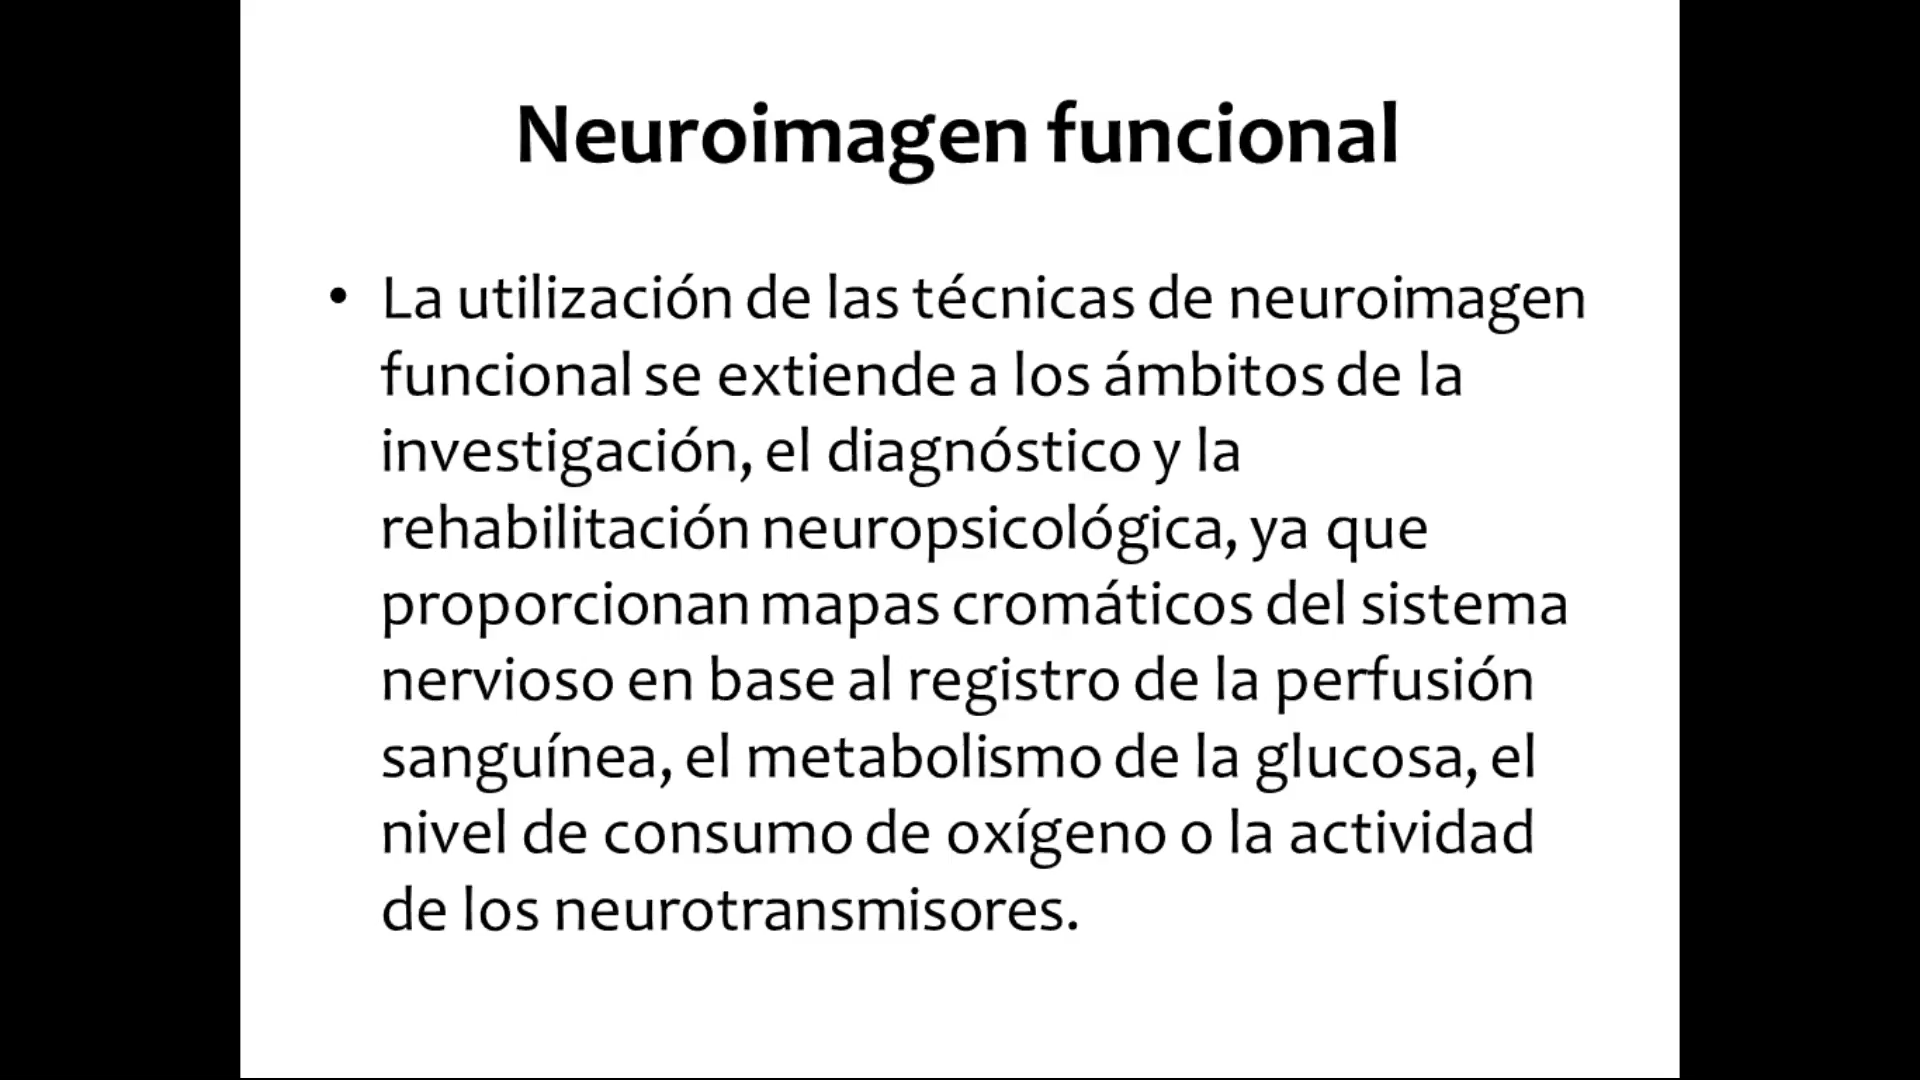 Neuroimagen funcional
• La utilización de las técnicas de neuroimagen
funcional se extiende a los ámbitos de la
investigación, el diagnóstico y la
rehabilitación neuropsicológica, ya que
proporcionan mapas cromáticos del sistema
nervioso en base al registro de la perfusión
sanguínea, el metabolismo de la glucosa, el
nivel de consumo de oxígeno o la actividad
de los neurotransmisores.